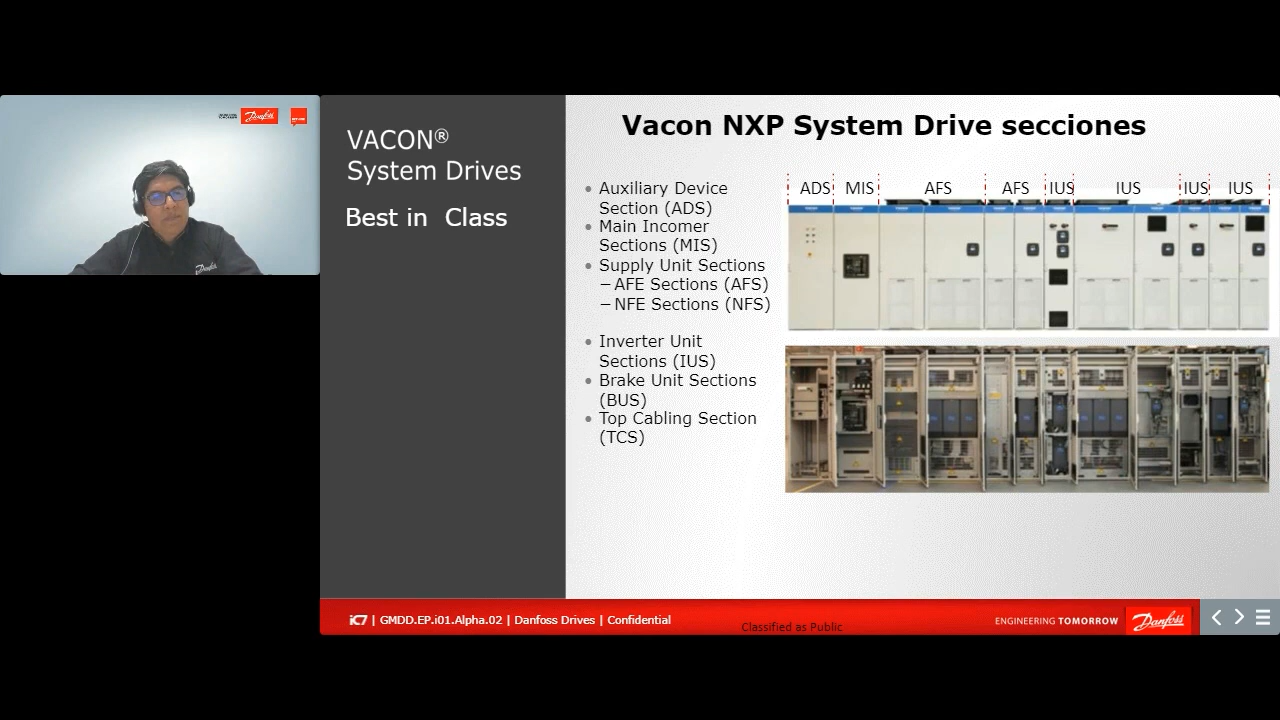 Danfoss
VACON®
System Drives
Best in Class
Vacon NXP System Drive secciones
Auxiliary Device
Section (ADS)
Main Incomer
Sections (MIS)
Supply Unit Sections
– AFE Sections (AFS)
– NFE Sections (NFS)
Inverter Unit
Sections (IUS)
Brake Unit Sections
(BUS)
Top Cabling Section
(TCS)
ADS MIS AFS AFS IUS IUS IUS IUS
iC7 | GMDD.EP.i01.Alpha.02 | Danfoss Drives | Confidential
Classified as Public
ENGINEERING TOMORROW
Danfoss